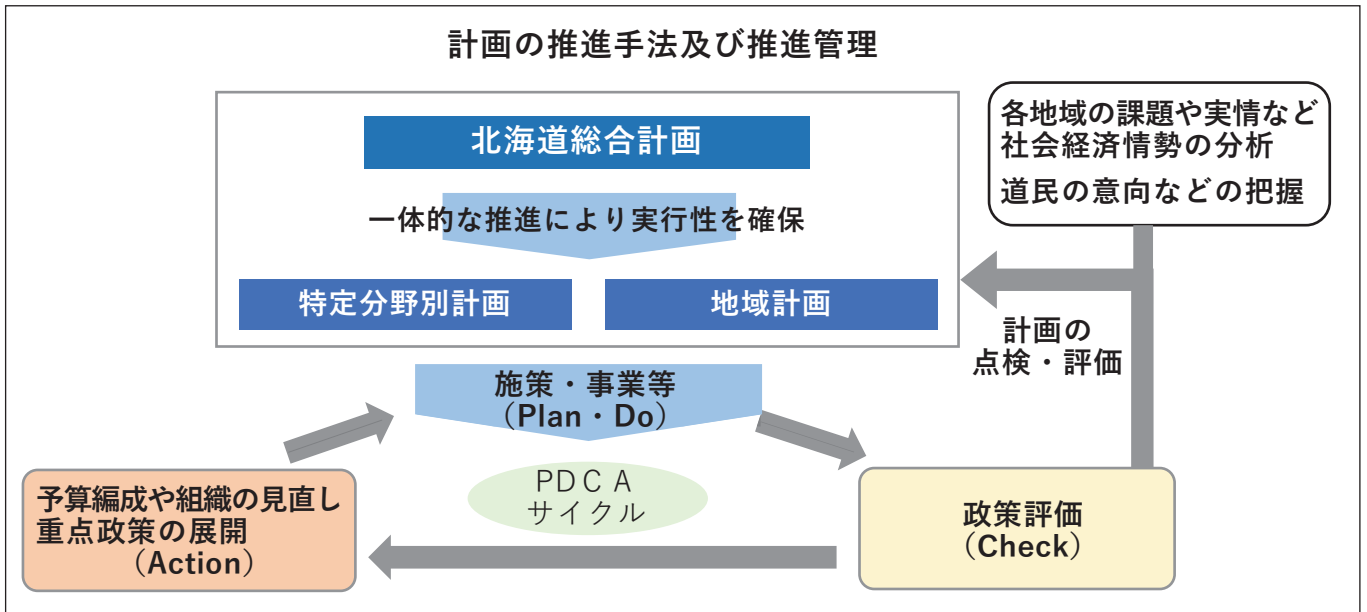 計画の推進手法及び推進管理
北海道総合計画
一体的な推進により実行性を確保
特定分野別計画
地域計画
各地域の課題や実情など
社会経済情勢の分析
道民の意向などの把握
計画の
点検・評価
施策・事業等
（Plan・Do）
PDCA
サイクル
予算編成や組織の見直し
重点政策の展開
（Action）
政策評価
（Check）